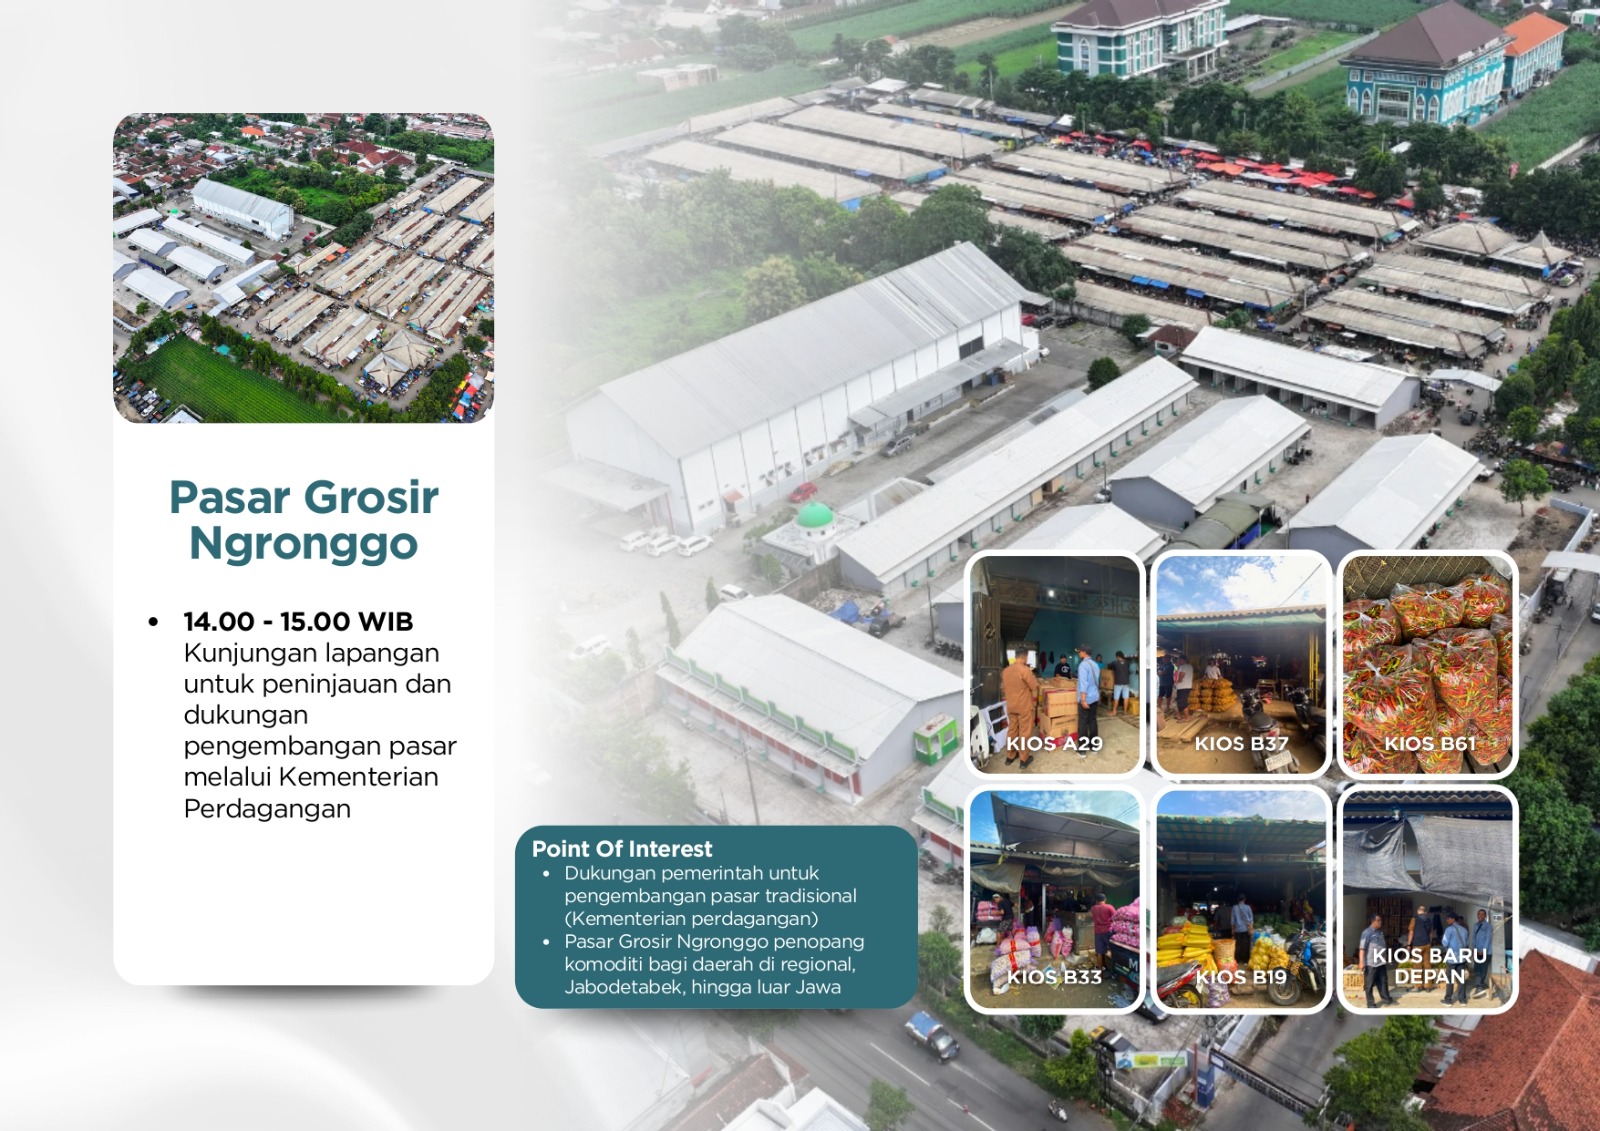 Pasar Grosir
Ngronggo
• 14.00 - 15.00 WIB
Kunjungan lapangan
untuk peninjauan dan
dukungan
pengembangan pasar
melalui Kementerian
Perdagangan
Point Of Interest
• Dukungan pemerintah untuk
pengembangan pasar tradisional
(Kementerian perdagangan)
• Pasar Grosir Ngronggo penopang
komoditi bagi daerah di regional,
Jabodetabek, hingga luar Jawa
KIOS A29
KIOS B37
KIOS B61
KIOS B33
KIOS B19
KIOS BARU
DEPAN